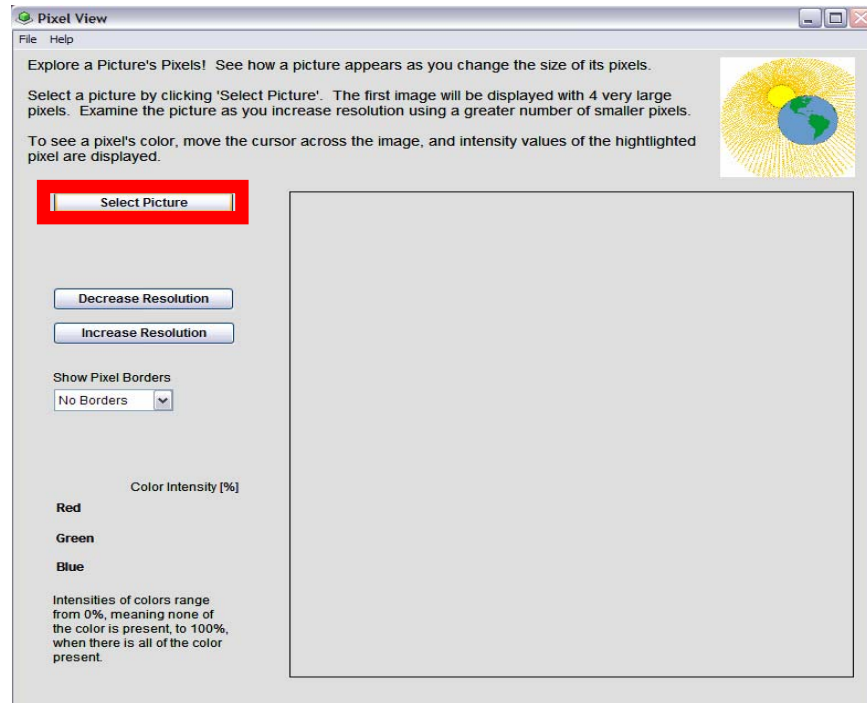 Pixel View
File Help
Explore a Picture's Pixels! See how a picture appears as you change the size of its pixels.
Select a picture by clicking 'Select Picture'. The first image will be displayed with 4 very large
pixels. Examine the picture as you increase resolution using a greater number of smaller pixels.
To see a pixel's color, move the cursor across the image, and intensity values of the hightlighted
pixel are displayed.
Select Picture
Decrease Resolution
Increase Resolution
Show Pixel Borders
No Borders
Color Intensity [%]
Red
Green
Blue
Intensities of colors range
from 0%, meaning none of
the color is present, to 100%,
when there is all of the color
present.